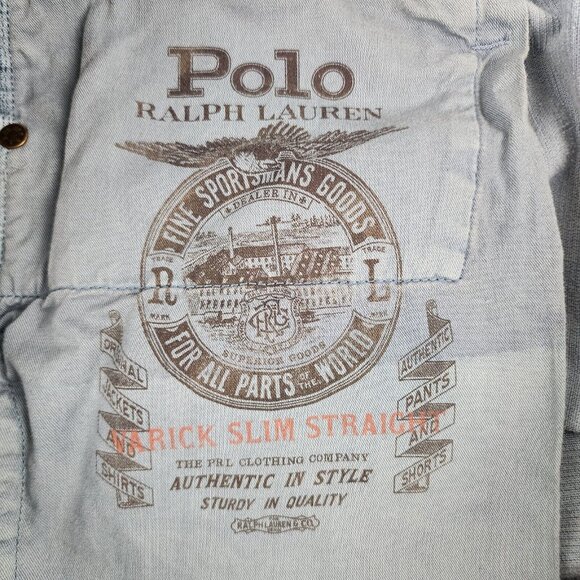 Polo
RALPH LAUREN
FINE SPORTSMANS GOODS
DEALER IN
TRADE
R
MARK
TRADE
L
MARK
SUPERIOR GOODS
FOR ALL PARTS OF THE WORLD
ORIGINAL
JACKETS
AND
SHIRTS
AUTHENTIC
PANTS
AND
SHORTS
VARICK SLIM STRAIGHT
THE PRL CLOTHING COMPANY
AUTHENTIC IN STYLE
STURDY IN QUALITY
RALPH LAUREN & CO.